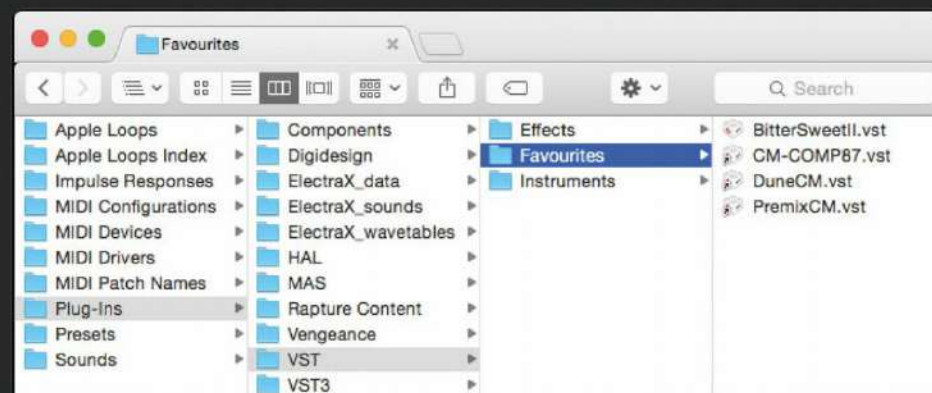 Favourites
Search
Apple Loops
Apple Loops Index
Impulse Responses
MIDI Configurations
MIDI Devices
MIDI Drivers
MIDI Patch Names
Plug-Ins
Presets
Sounds
Components
Digidesign
ElectraX_data
ElectraX_sounds
ElectraX_wavetables
HAL
MAS
Rapture Content
Vengeance
VST
VST3
Effects
Favourites
Instruments
BitterSweetII.vst
CM-COMP87.vst
DuneCM.vst
PremixCM.vst